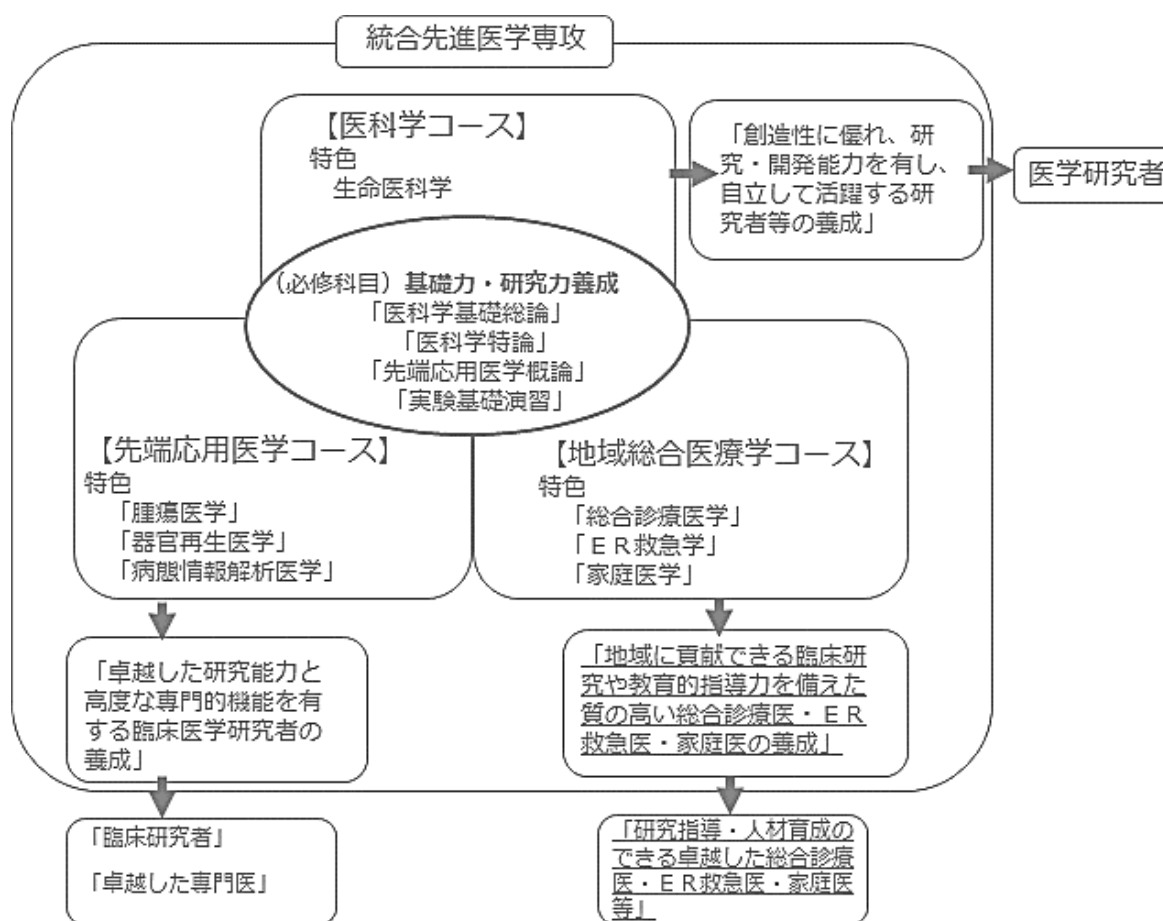 統合先進医学専攻
【医科学コース】
特色
生命医科学
「創造性に優れ、研
究・開発能力を有し、
自立して活躍する研
究者等の養成」
医学研究者
(必修科目) 基礎力・研究力養成
「医科学基礎総論」
「医科学特論」
「先端応用医学概論」
「実験基礎演習」
【先端応用医学コース】
特色
「腫瘍医学」
「器官再生医学」
「病態情報解析医学」
【地域総合医療学コース】
特色
「総合診療医学」
「ER救急学」
「家庭医学」
「卓越した研究能力と
高度な専門的機能を有
する臨床医学研究者の
養成」
「地域に貢献できる臨床研
究や教育的指導力を備えた
質の高い総合診療医・ER
救急医・家庭医の養成」
「臨床研究者」
「卓越した専門医」
「研究指導・人材育成の
できる卓越した総合診療
医・ER救急医・家庭医
等」